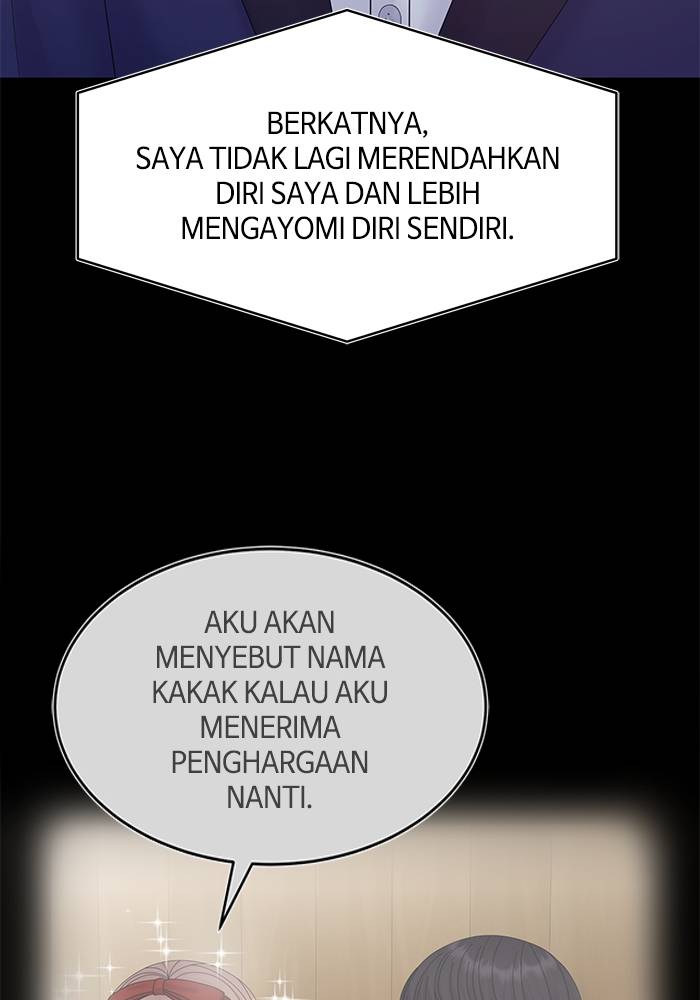 BERKATNYA,
SAYA TIDAK LAGI MERENDAHKAN
DIRI SAYA DAN LEBIH
MENGAYOMI DIRI SENDIRI.
AKU AKAN
MENYEBUT NAMA
KAKAK KALAU AKU
MENERIMA
PENGHARGAAN
NANTI.